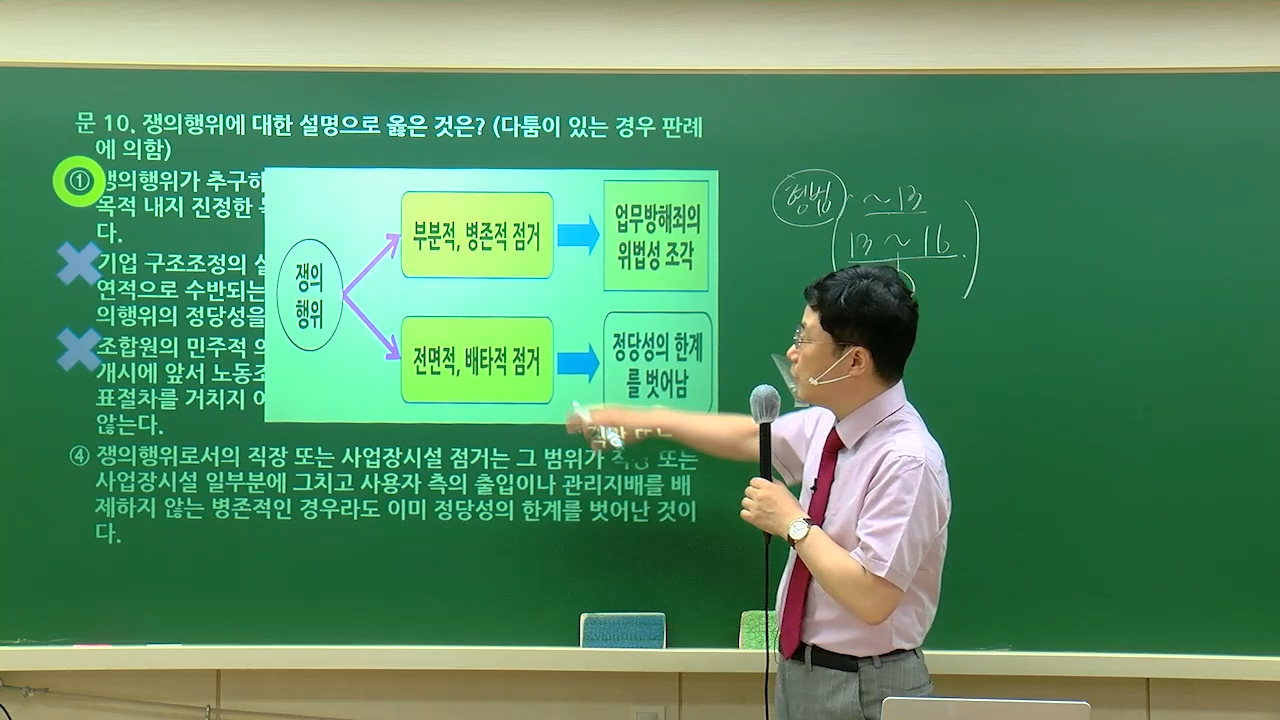 문 10. 쟁의행위에 대한 설명으로 옳은 것은? (다툼이 있는 경우 판례
에 의함)
① 쟁의행위가 추구하
목적 내지 진정한
다.
기업 구조조정의
연적으로 수반되는
의행위의 정당성을
조합원의 민주적
개시에 앞서 노동조
표절차를 거치지
않는다.
④ 쟁의행위로서의 직장 또는 사업장시설 점거는 그 범위가 직장 또는
사업장시설 일부분에 그치고 사용자 측의 출입이나 관리지배를 배
제하지 않는 병존적인 경우라도 이미 정당성의 한계를 벗어난 것이
다.
쟁의
행위
부분적, 병존적 점거
업무방해죄의
위법성 조각
전면적, 배타적 점거
정당성의 한계
를 벗어남
형법 ~13
13 ~ 16